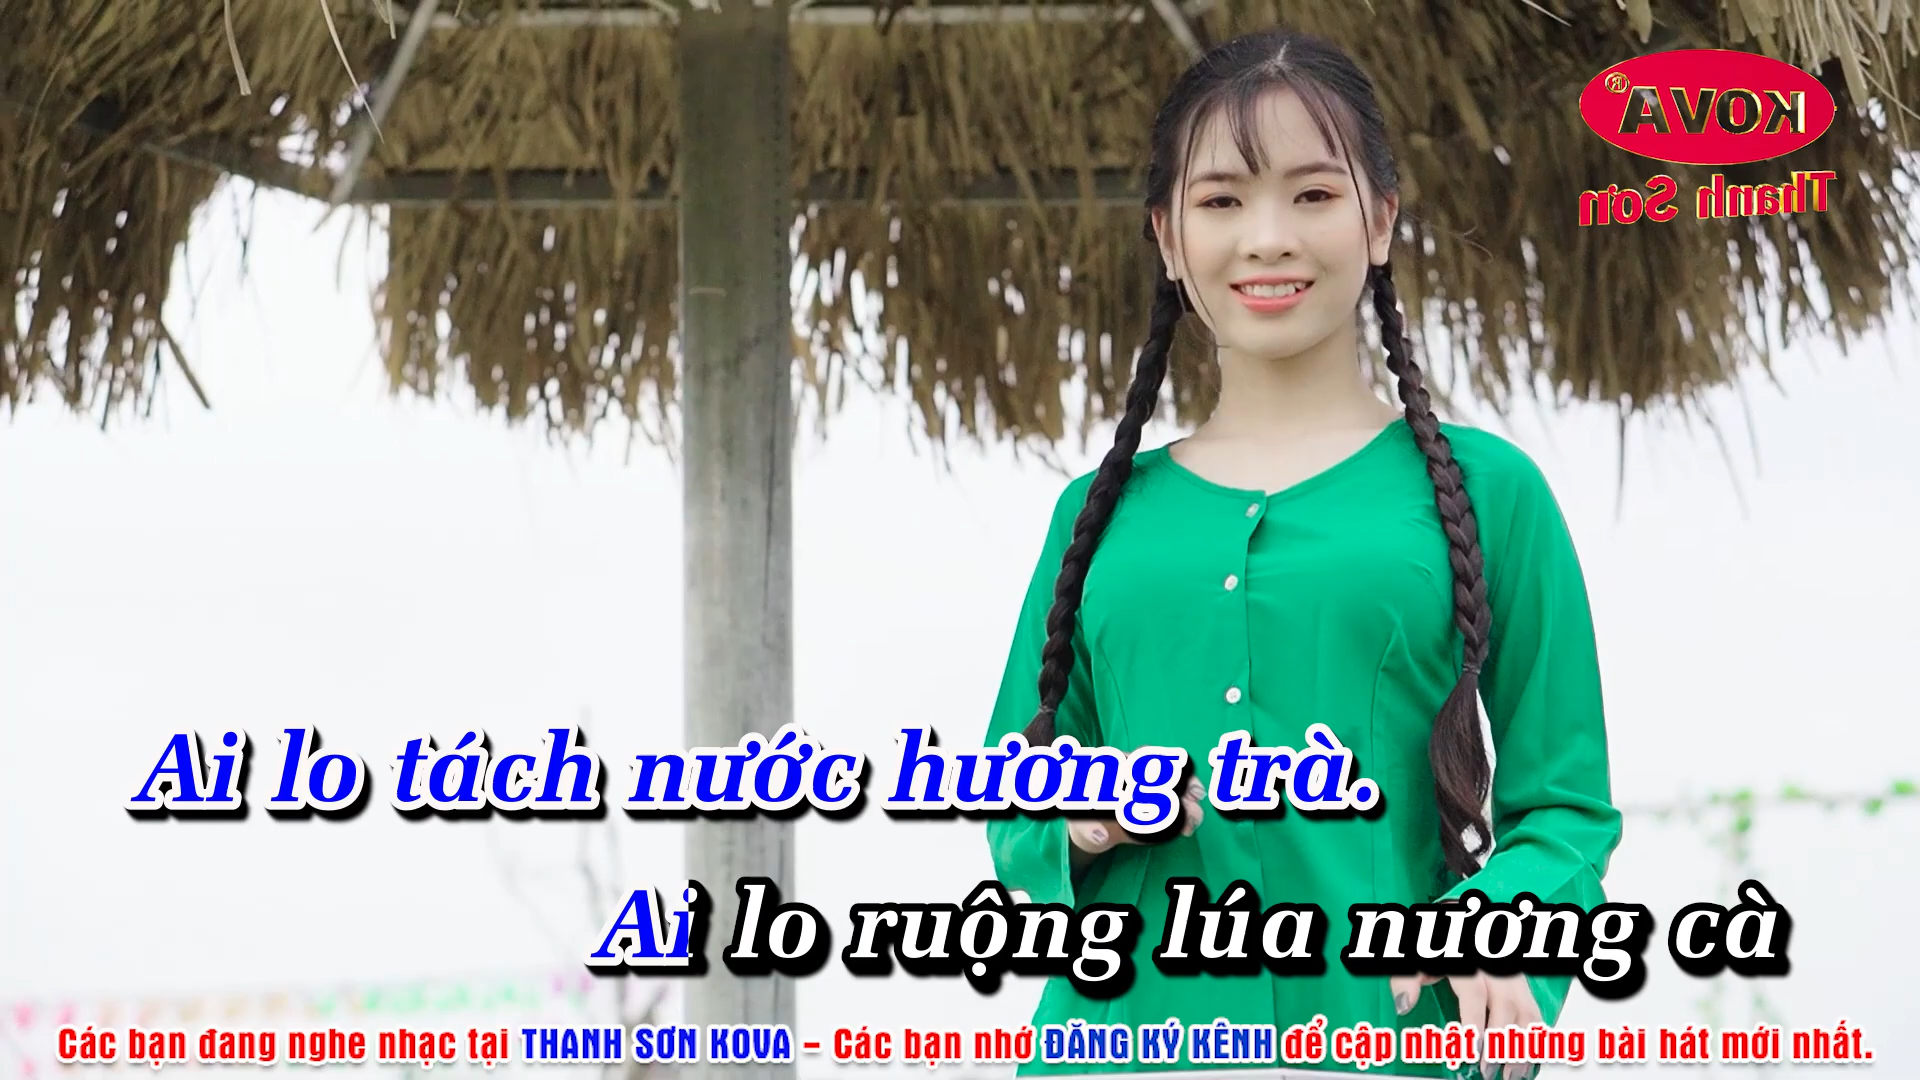 KOVA®
Thanh Sơn
Ai lo tách nước hương trà.
Ai lo ruộng lúa nương cà
Các bạn đang nghe nhạc tại THANH SƠN KOVA – Các bạn nhớ ĐĂNG KÝ KÊNH để cập nhật những bài hát mới nhất.